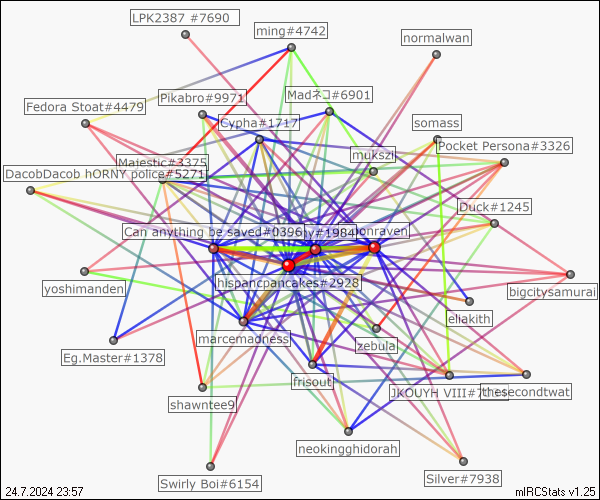 LPK2387 #7690
ming#4742
normalwan
Pikabro#9971
Madネコ#6901
Fedora Stoat#4479
Cypha#1717
somass
Pocket Persona#3326
mukszi
Majestic#3375
DacobDacob hORNY police#5271
Duck#1245
Can anything be saved#0396
#1984
onraven
hispancpancakes#2928
yoshimanden
bigcitysamurai
eliakith
marcemadness
zebula
Eg.Master#1378
frisout
JKOUYH VIII
thesecondtwat
shawntee9
neokingghidorah
Swirly Boi#6154
Silver#7938
24.7.2024 23:57
mIRCStats v1.25